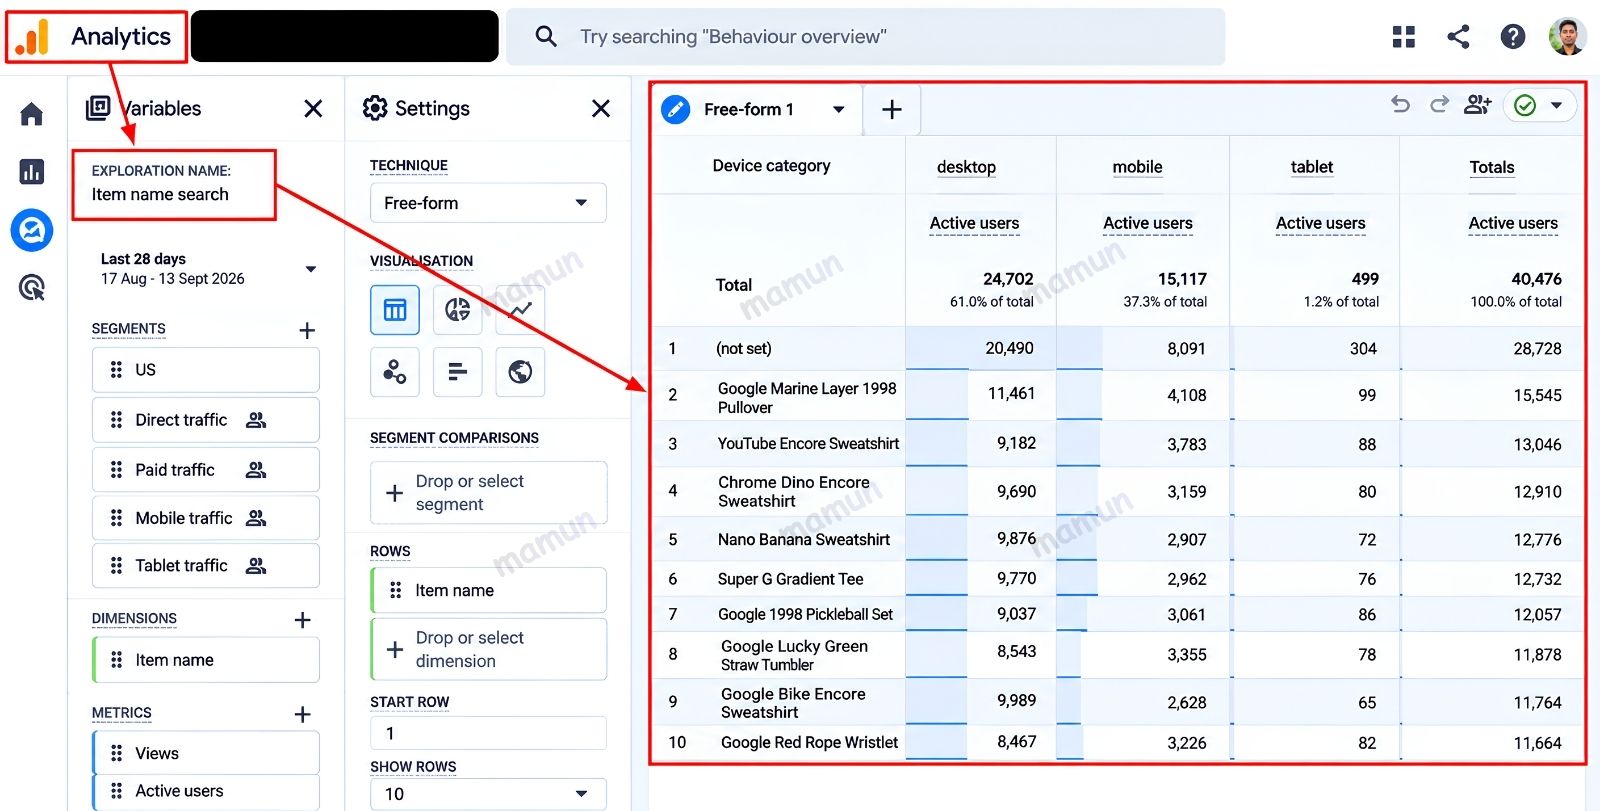 Analytics
Try searching "Behaviour overview"
Variables
EXPLORATION NAME:
Item name search
Last 28 days
17 Aug - 13 Sept 2026
SEGMENTS
US
Direct traffic
Paid traffic
Mobile traffic
Tablet traffic
DIMENSIONS
Item name
METRICS
Views
Active users
Settings
TECHNIQUE
Free-form
VISUALISATION
SEGMENT COMPARISONS
Drop or select
segment
ROWS
Item name
Drop or select
dimension
START ROW
1
SHOW ROWS
10
Free-form 1
Device category desktop mobile tablet Totals
Active users Active users Active users Active users
Total 24,702 15,117 499 40,476
61.0% of total 37.3% of total 1.2% of total 100.0% of total
1 (not set) 20,490 8,091 304 28,728
2 Google Marine Layer 1998
Pullover 11,461 4,108 99 15,545
3 YouTube Encore Sweatshirt 9,182 3,783 88 13,046
4 Chrome Dino Encore
Sweatshirt 9,690 3,159 80 12,910
5 Nano Banana Sweatshirt 9,876 2,907 72 12,776
6 Super G Gradient Tee 9,770 2,962 76 12,732
7 Google 1998 Pickleball Set 9,037 3,061 86 12,057
8 Google Lucky Green
Straw Tumbler 8,543 3,355 78 11,878
9 Google Bike Encore
Sweatshirt 9,989 2,628 65 11,764
10 Google Red Rope Wristlet 8,467 3,226 82 11,664
mamun
mamun
mamun
mamun
mamun
mamun